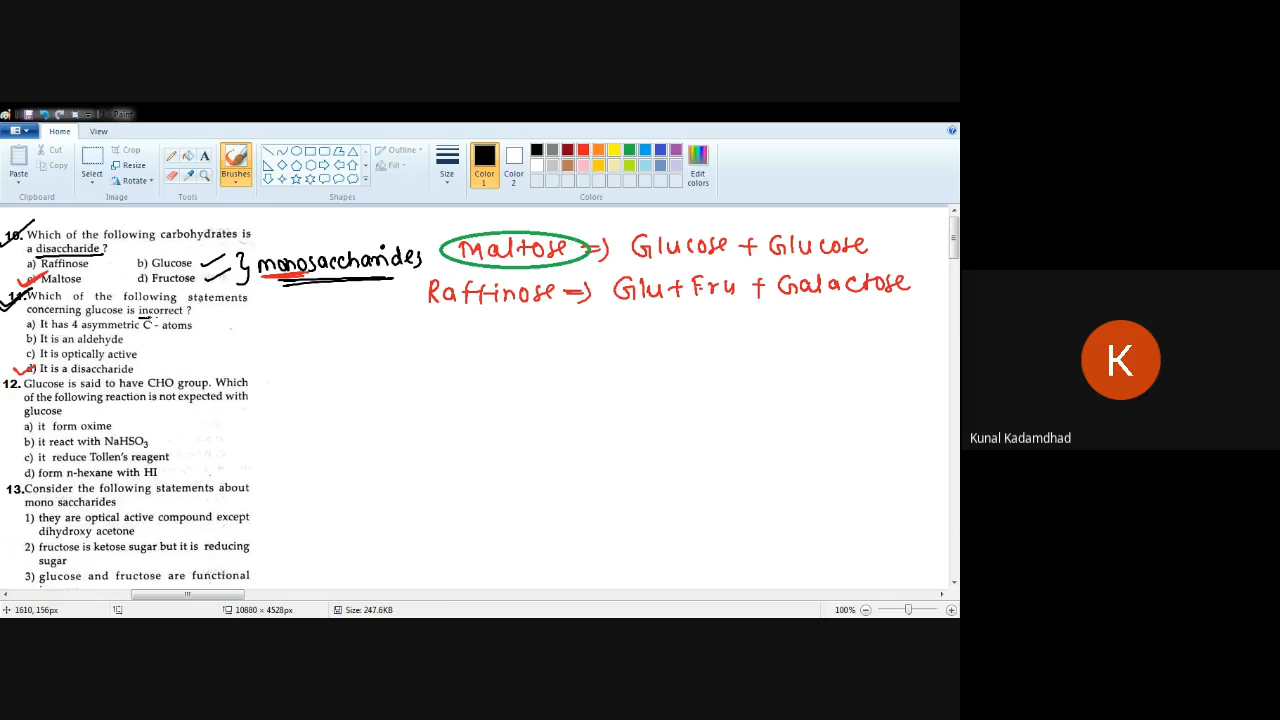 Paint
Home View
Cut
Copy
Paste
Clipboard
Crop
Resize
Rotate
Select
Image
Tools
Brushes
Outline
Fill
Shapes
Size
Color 1
Color 2
Edit colors
Colors
10. Which of the following carbohydrates is
a disaccharide ?
a) Raffinose b) Glucose
c) Maltose d) Fructose
monosaccharides
Maltose => Glucose + Glucose
Raffinose => Glu + Fru + Galactose
11. Which of the following statements
concerning glucose is incorrect ?
a) It has 4 asymmetric C - atoms
b) It is an aldehyde
c) It is optically active
d) It is a disaccharide
12. Glucose is said to have CHO group. Which
of the following reaction is not expected with
glucose
a) it form oxime
b) it react with NaHSO3
c) it reduce Tollen's reagent
d) form n-hexane with HI
13. Consider the following statements about
mono saccharides
1) they are optical active compound except
dihydroxy acetone
2) fructose is ketose sugar but it is reducing
sugar
3) glucose and fructose are functional
1610, 156px
10880 × 4528px
Size: 247.6KB
100%
K
Kunal Kadamdhad